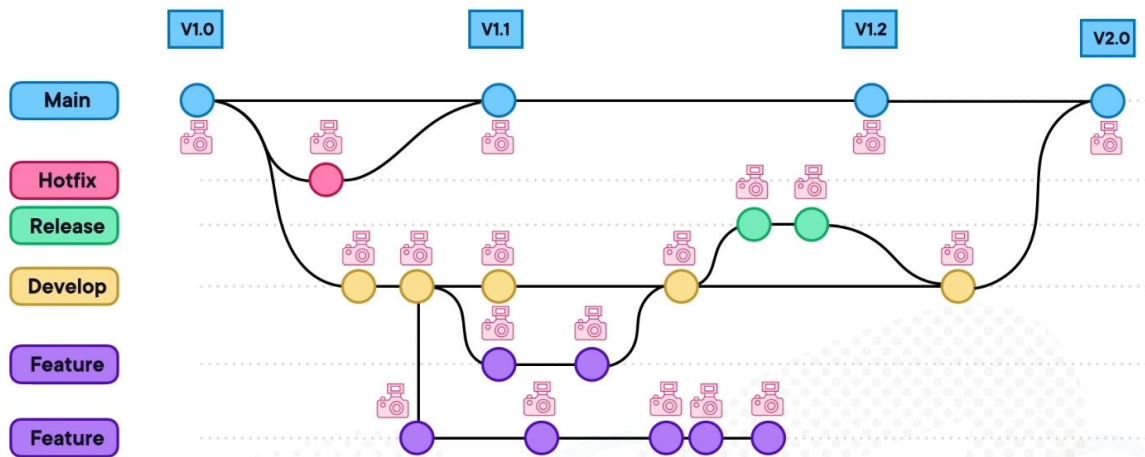 V1.0
V1.1
V1.2
V2.0
Main
Hotfix
Release
Develop
Feature
Feature